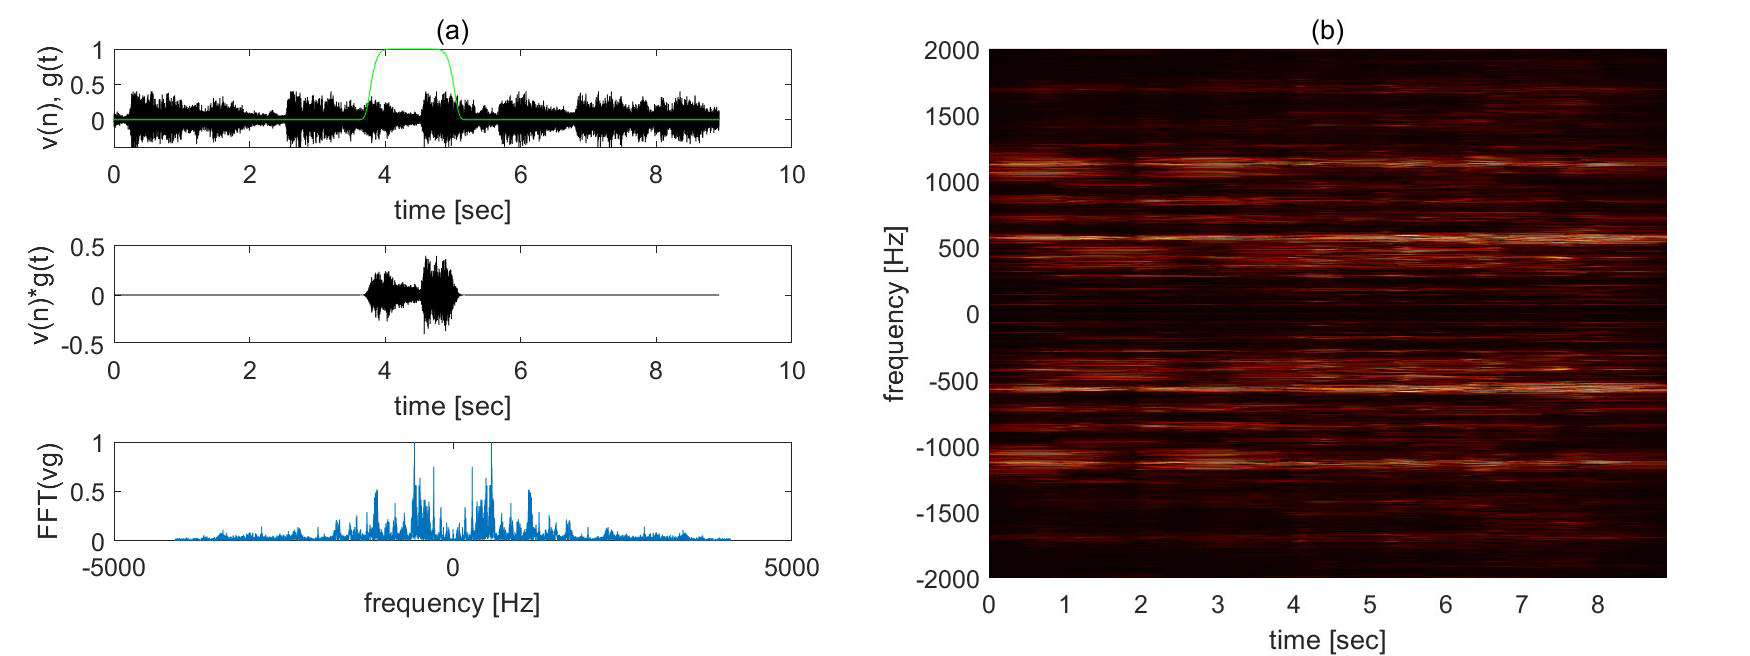 (a)
v(n), g(t)
1
0.5
0
0 2 4 6 8 10
time [sec]
v(n)*g(t)
0.5
0
-0.5
0 2 4 6 8 10
time [sec]
FFT(vg)
1
0.5
0
-5000 0 5000
frequency [Hz]
(b)
frequency [Hz]
2000
1500
1000
500
0
-500
-1000
-1500
-2000
0 1 2 3 4 5 6 7 8
time [sec]